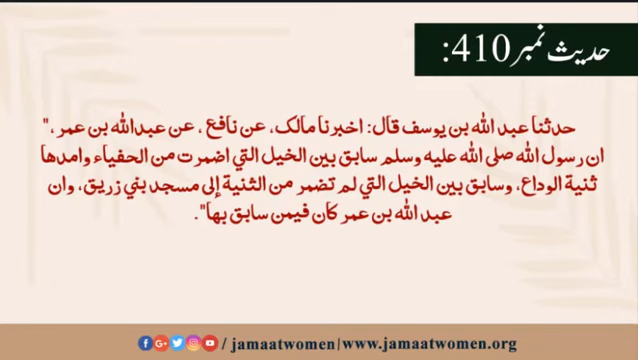 حدیث نمبر 410:
حدثنا عبد الله بن يوسف قال: اخبرنا مالك، عن نافع، عن عبدالله بن عمر، "
ان رسول الله صلى الله عليه وسلم سابق بين الخيل التي اضمرت من الحفياء وامدها
ثنية الوداع، وسابق بين الخيل التي لم تضمر من الثنية إلى مسجد بني زريق، وان
عبد الله بن عمر كان فيمن سابق بها".
/ jamaatwomen|www.jamaatwomen.org